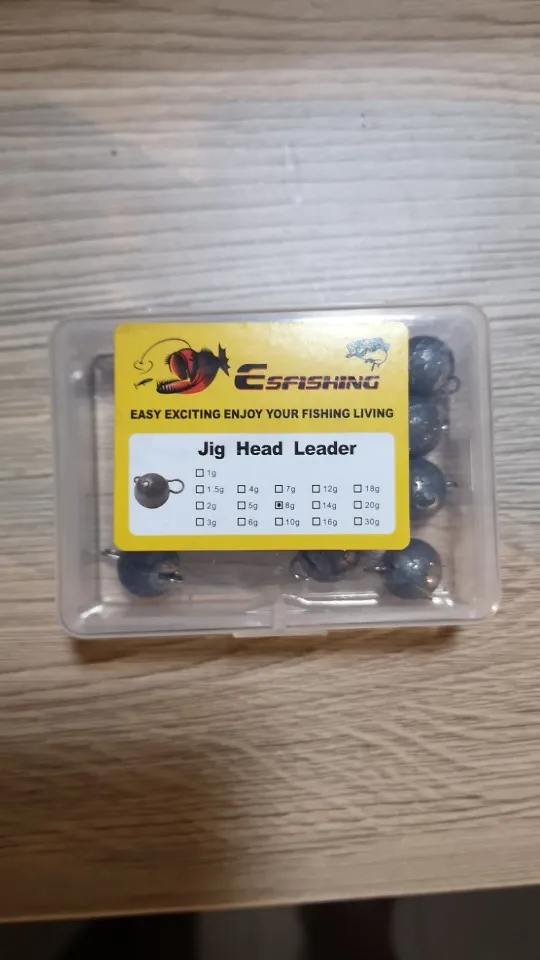 ESFISHING
EASY EXCITING ENJOY YOUR FISHING LIVING
Jig Head Leader
1g
1.5g 4g 7g 12g 18g
2g 5g 8g 14g 20g
3g 6g 10g 16g 30g